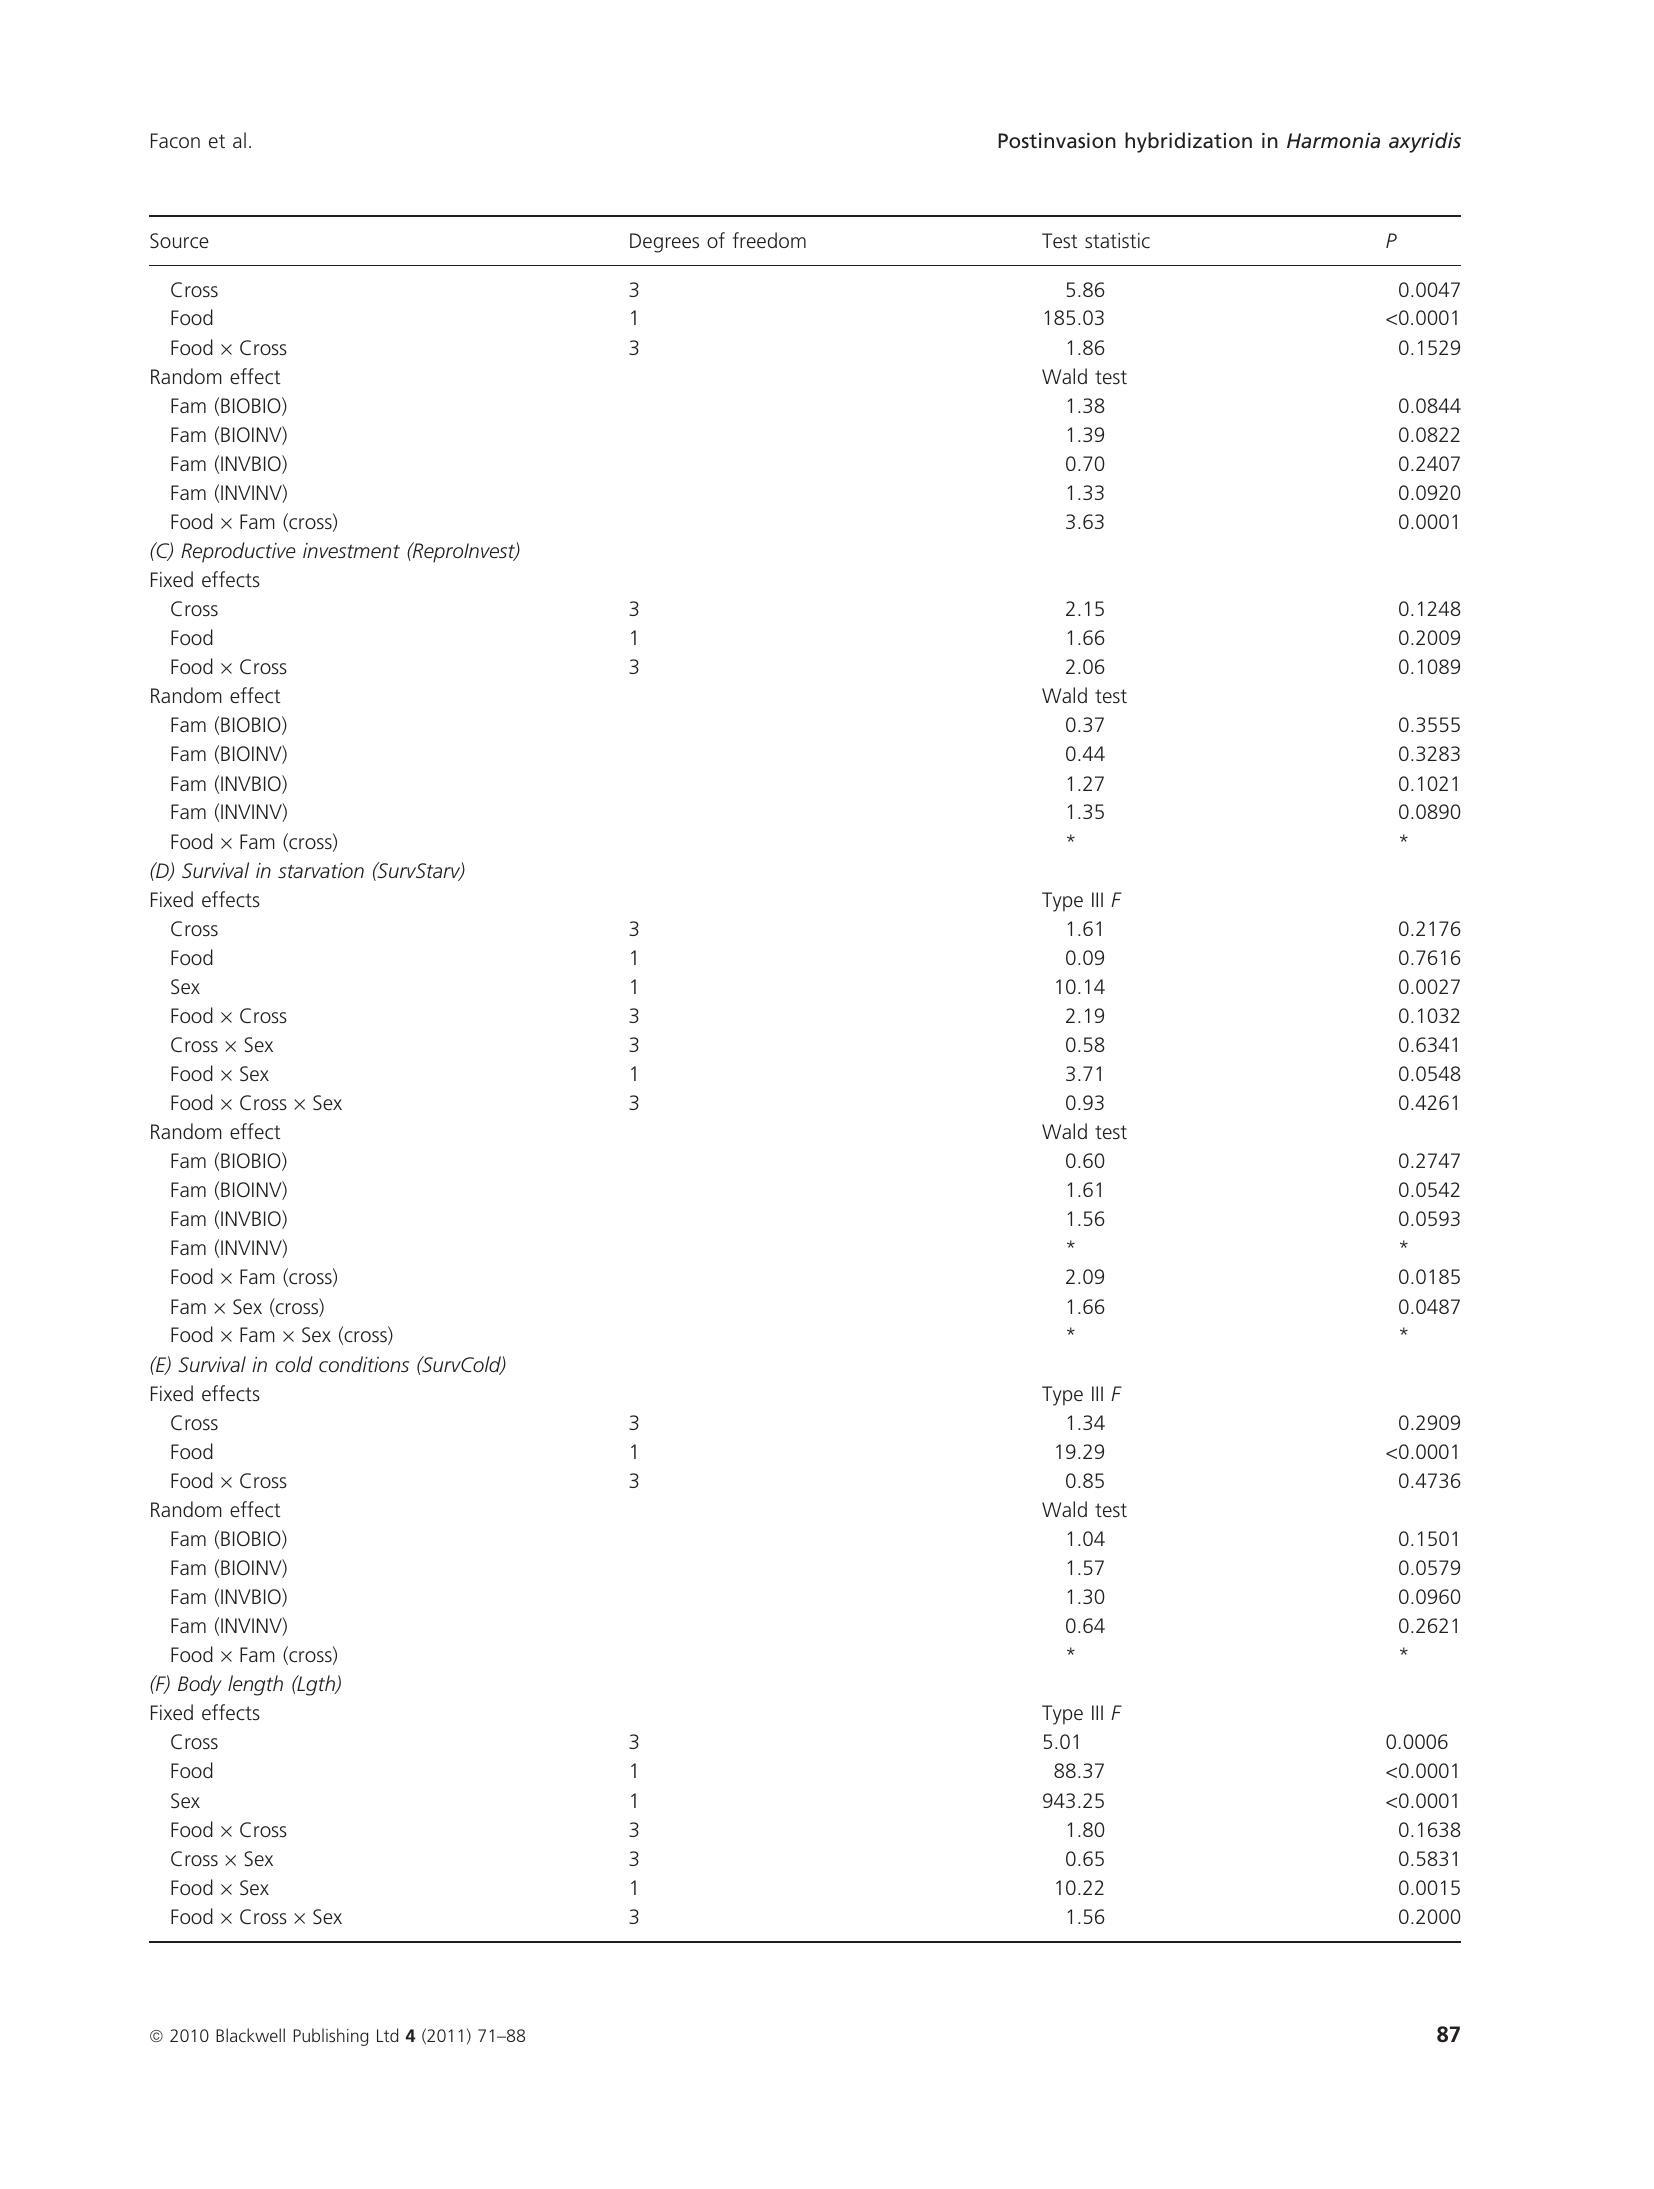 Facon et al. Postinvasion hybridization in Harmonia axyridis
Source Degrees of freedom Test statistic P
Cross 3 5.86 0.0047
Food 1 185.03 <0.0001
Food × Cross 3 1.86 0.1529
Random effect Wald test
Fam (BIOBIO) 1.38 0.0844
Fam (BIOINV) 1.39 0.0822
Fam (INVBIO) 0.70 0.2407
Fam (INVINV) 1.33 0.0920
Food × Fam (cross) 3.63 0.0001
(C) Reproductive investment (ReproInvest)
Fixed effects
Cross 3 2.15 0.1248
Food 1 1.66 0.2009
Food × Cross 3 2.06 0.1089
Random effect Wald test
Fam (BIOBIO) 0.37 0.3555
Fam (BIOINV) 0.44 0.3283
Fam (INVBIO) 1.27 0.1021
Fam (INVINV) 1.35 0.0890
Food × Fam (cross) * *
(D) Survival in starvation (SurvStarv)
Fixed effects Type III F
Cross 3 1.61 0.2176
Food 1 0.09 0.7616
Sex 1 10.14 0.0027
Food × Cross 3 2.19 0.1032
Cross × Sex 3 0.58 0.6341
Food × Sex 1 3.71 0.0548
Food × Cross × Sex 3 0.93 0.4261
Random effect Wald test
Fam (BIOBIO) 0.60 0.2747
Fam (BIOINV) 1.61 0.0542
Fam (INVBIO) 1.56 0.0593
Fam (INVINV) * *
Food × Fam (cross) 2.09 0.0185
Fam × Sex (cross) 1.66 0.0487
Food × Fam × Sex (cross) * *
(E) Survival in cold conditions (SurvCold)
Fixed effects Type III F
Cross 3 1.34 0.2909
Food 1 19.29 <0.0001
Food × Cross 3 0.85 0.4736
Random effect Wald test
Fam (BIOBIO) 1.04 0.1501
Fam (BIOINV) 1.57 0.0579
Fam (INVBIO) 1.30 0.0960
Fam (INVINV) 0.64 0.2621
Food × Fam (cross) * *
(F) Body length (Lgth)
Fixed effects Type III F
Cross 3 5.01 0.0006
Food 1 88.37 <0.0001
Sex 1 943.25 <0.0001
Food × Cross 3 1.80 0.1638
Cross × Sex 3 0.65 0.5831
Food × Sex 1 10.22 0.0015
Food × Cross × Sex 3 1.56 0.2000
© 2010 Blackwell Publishing Ltd 4 (2011) 71–88 87